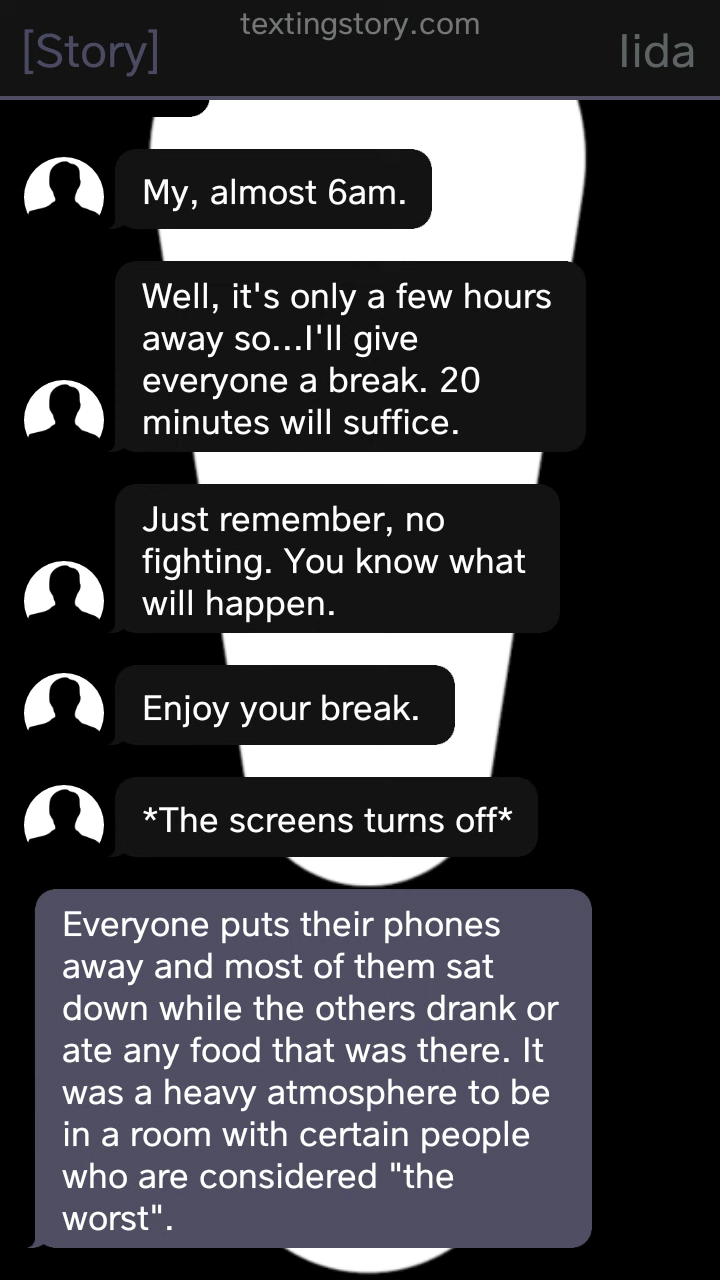 textingstory.com
[Story]
Iida
My, almost 6am.
Well, it's only a few hours
away so...I'll give
everyone a break. 20
minutes will suffice.
Just remember, no
fighting. You know what
will happen.
Enjoy your break.
*The screens turns off*
Everyone puts their phones
away and most of them sat
down while the others drank or
ate any food that was there. It
was a heavy atmosphere to be
in a room with certain people
who are considered "the
worst".